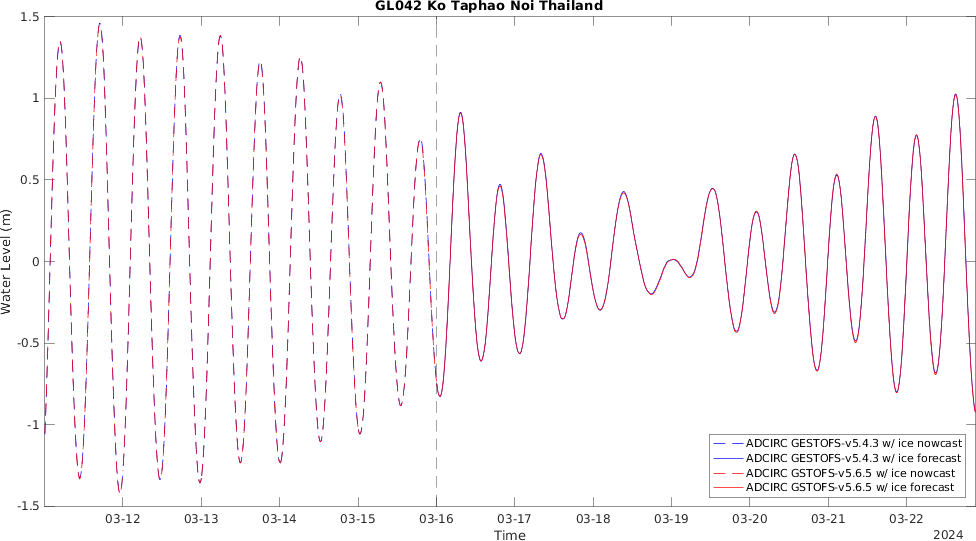 GL042 Ko Taphao Noi Thailand
1.5
1
0.5
0
-0.5
-1
-1.5
Water Level (m)
ADCIRC GESTOFS-v5.4.3 w/ ice nowcast
ADCIRC GESTOFS-v5.4.3 w/ ice forecast
ADCIRC GSTOFS-v5.6.5 w/ ice nowcast
ADCIRC GSTOFS-v5.6.5 w/ ice forecast
03-12 03-13 03-14 03-15 03-16 03-17 03-18 03-19 03-20 03-21 03-22
Time
2024